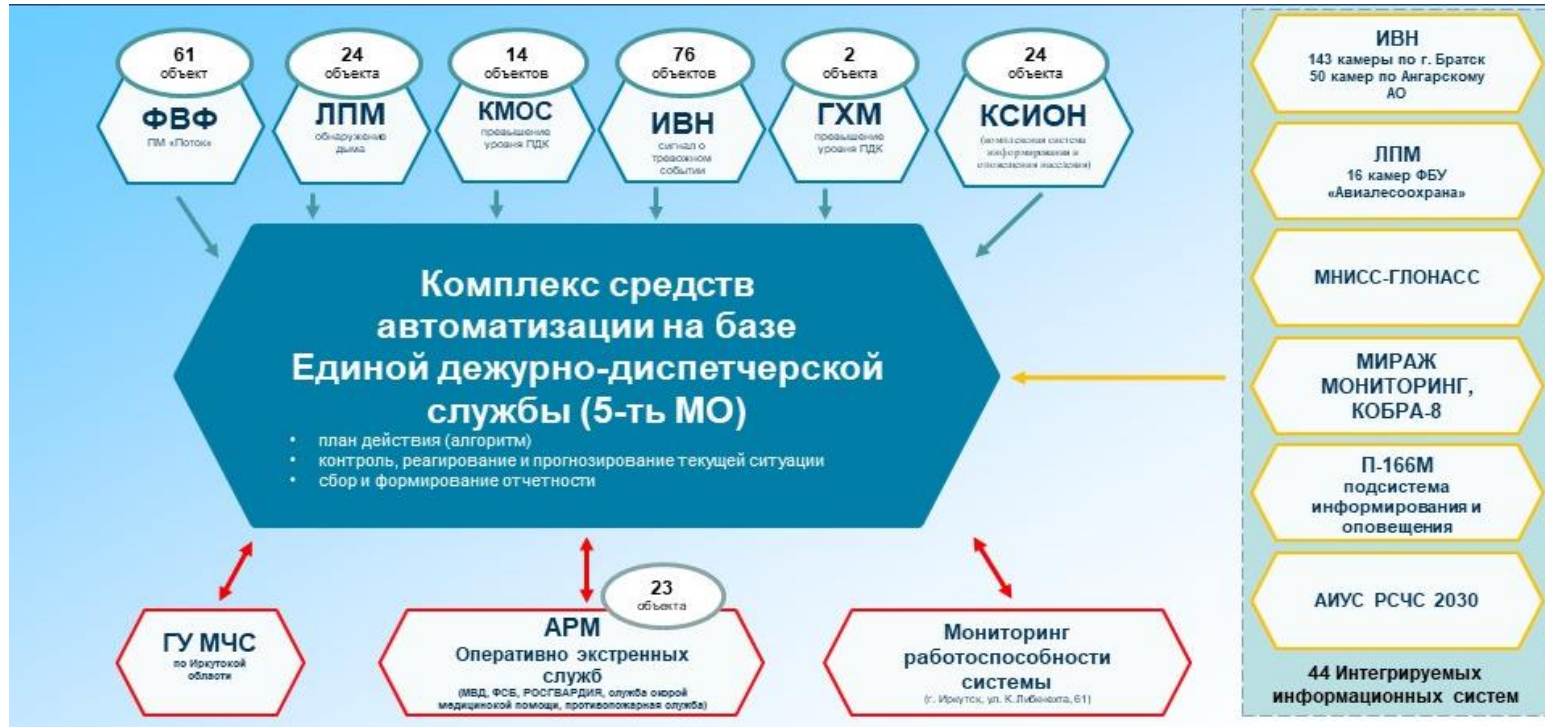 61
объект
ФВФ
ПМ «Поток»
24
объекта
ЛПМ
обнаружение
дыма
14
объектов
КМОС
превышение
уровня ПДК
76
объектов
ИВН
сигнал о
тревожном
событии
2
объекта
ГХМ
превышение
уровня ПДК
24
объекта
КСИОН
(комплексная система
информирования и
оповещения населения)
Комплекс средств
автоматизации на базе
Единой дежурно-диспетчерской
службы (5-ть МО)
• план действия (алгоритм)
• контроль, реагирование и прогнозирование текущей ситуации
• сбор и формирование отчетности
ГУ МЧС
по Иркутской
области
23
объекта
АРМ
Оперативно экстренных
служб
(МВД, ФСБ, РОСГВАРДИЯ, служба скорой
медицинской помощи, противопожарная служба)
Мониторинг
работоспособности
системы
(г. Иркутск, ул. К.Либкнехта, 61)
ИВН
143 камеры по г. Братск
50 камер по Ангарскому
АО
ЛПМ
16 камер ФБУ
«Авиалесоохрана»
МНИСС-ГЛОНАСС
МИРАЖ
МОНИТОРИНГ,
КОБРА-8
П-166М
подсистема
информирования и
оповещения
АИУС РСЧС 2030
44 Интегрируемых
информационных систем